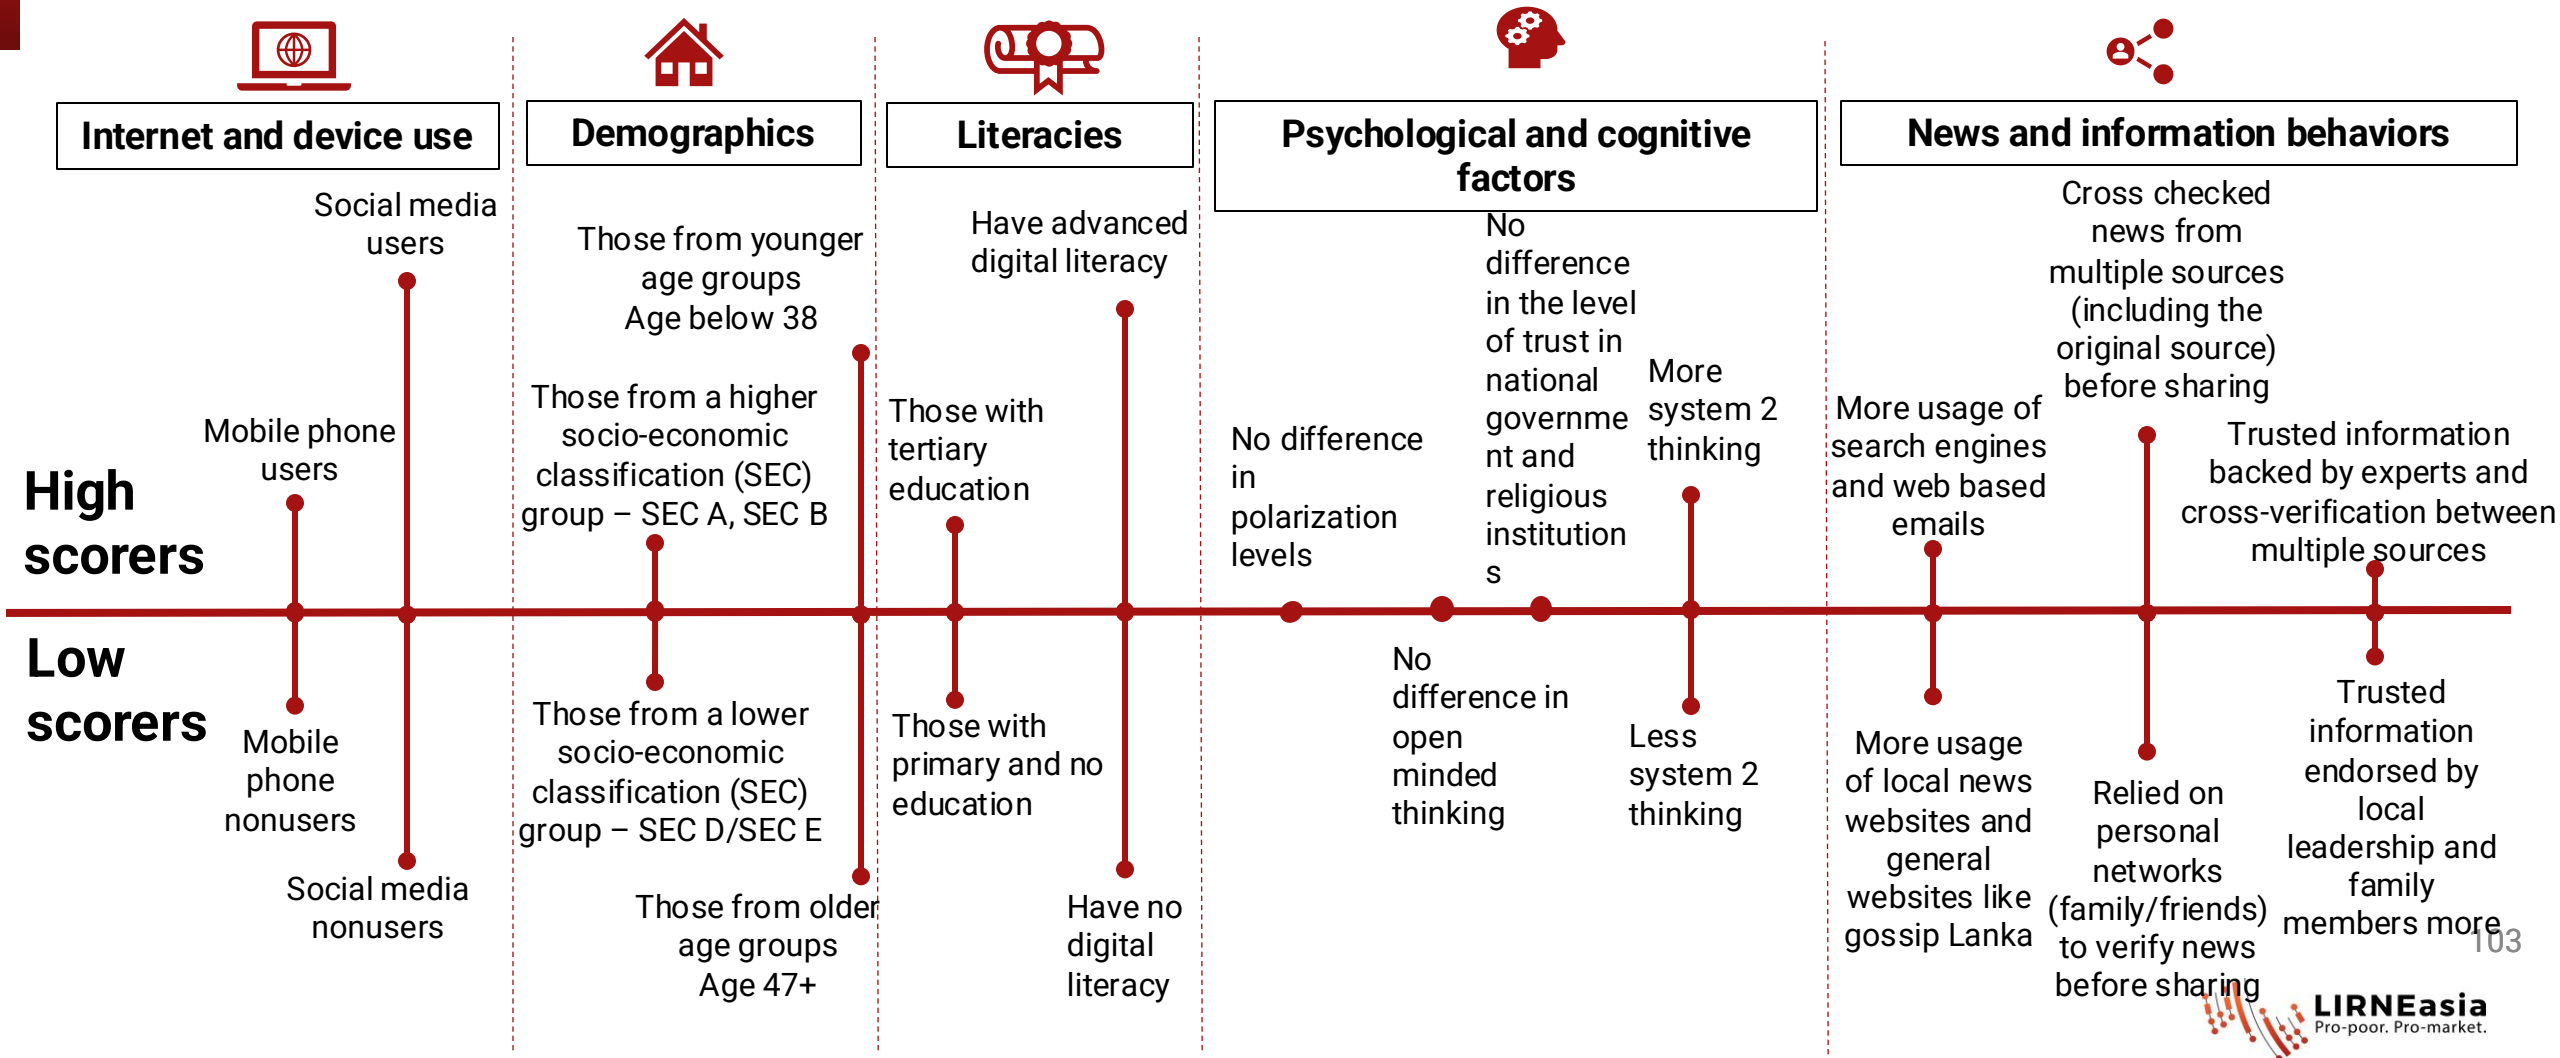 Internet and device use
Demographics
Literacies
Psychological and cognitive
factors
News and information behaviors
High
scorers
Low
scorers
Mobile phone
users
Social media
users
Mobile
phone
nonusers
Social media
nonusers
Those from a higher
socio-economic
classification (SEC)
group – SEC A, SEC B
Those from younger
age groups
Age below 38
Those from a lower
socio-economic
classification (SEC)
group – SEC D/SEC E
Those from older
age groups
Age 47+
Those with
tertiary
education
Have advanced
digital literacy
Those with
primary and no
education
Have no
digital
literacy
No difference
in
polarization
levels
No
difference
in the level
of trust in
national
governme
nt and
religious
institution
s
More
system 2
thinking
No
difference in
open
minded
thinking
Less
system 2
thinking
More usage of
search engines
and web based
emails
Cross checked
news from
multiple sources
(including the
original source)
before sharing
Trusted information
backed by experts and
cross-verification between
multiple sources
More usage
of local news
websites and
general
websites like
gossip Lanka
Relied on
personal
networks
(family/friends)
to verify news
before sharing
Trusted
information
endorsed by
local
leadership and
family
members more
103
LIRNEasia
Pro-poor. Pro-market.